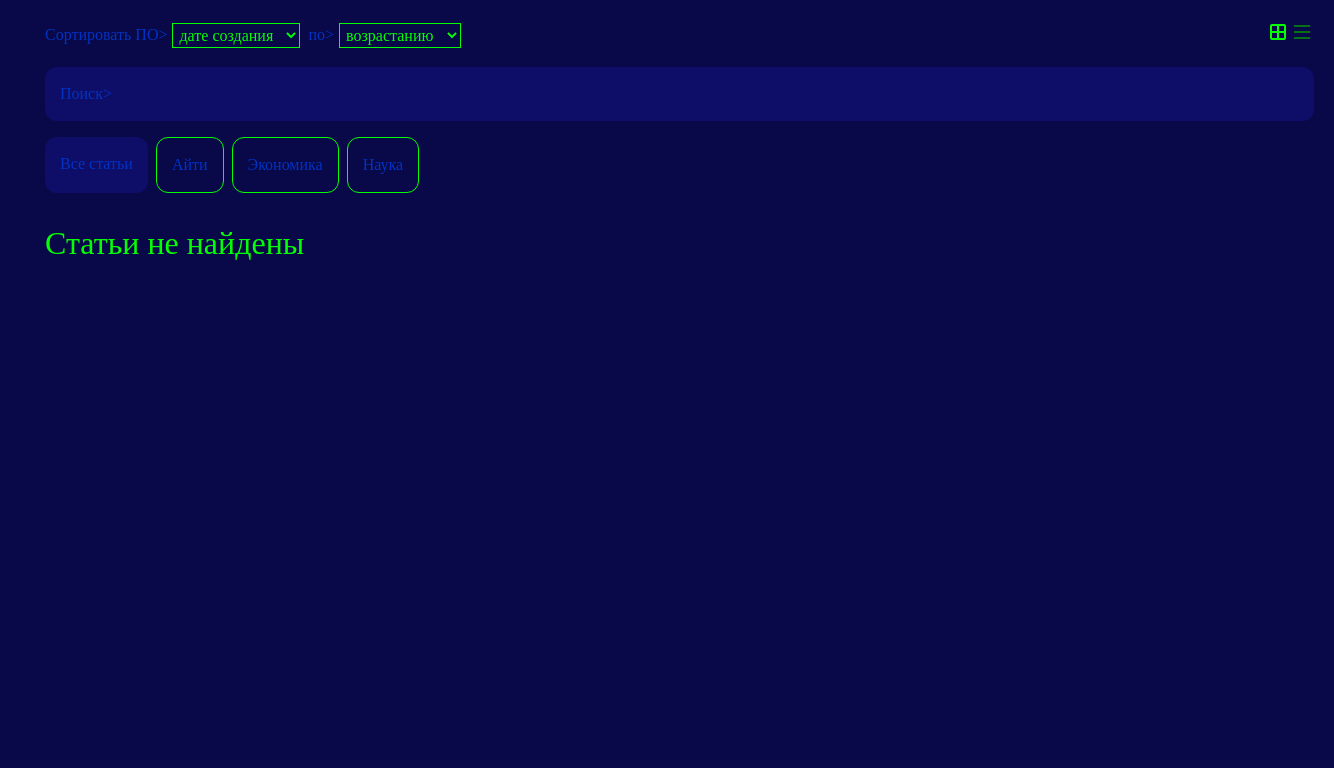 Сортировать ПО> дате создания по> возрастанию
Поиск>
Все статьи Айти Экономика Наука
Статьи не найдены